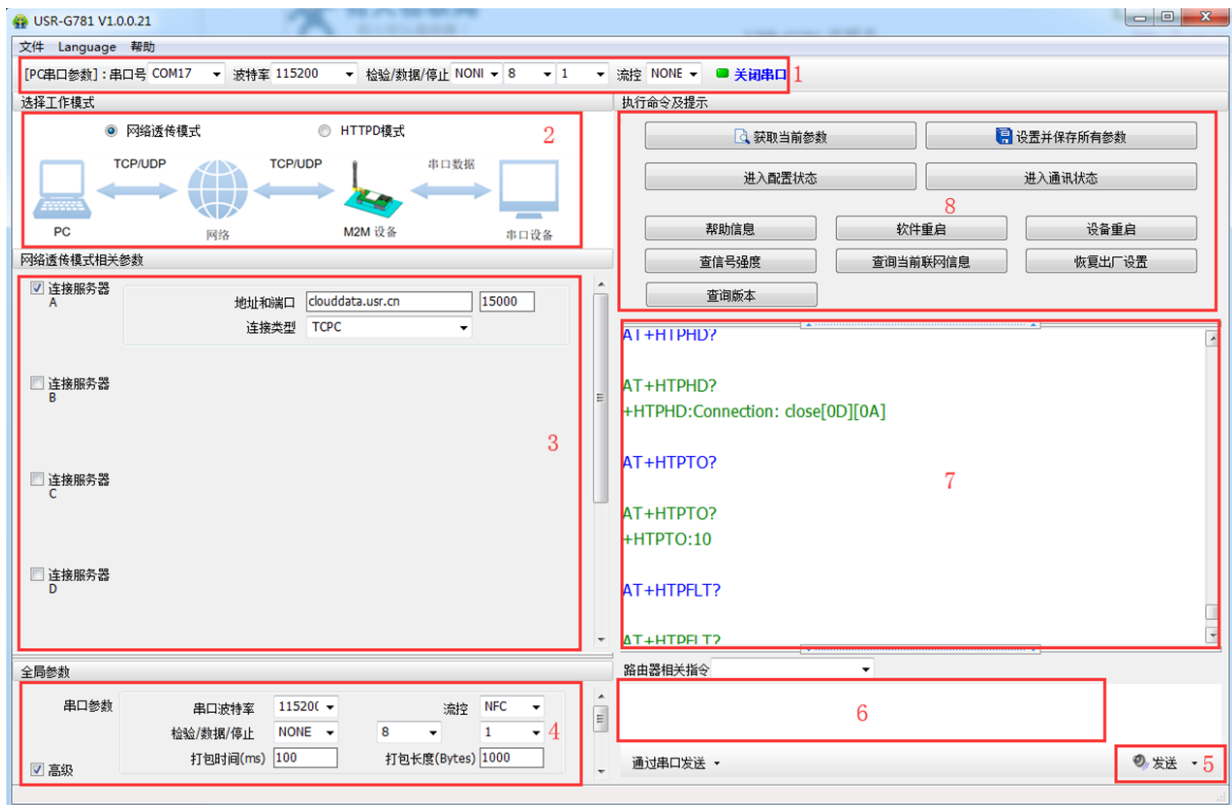 USR-G781 V1.0.0.21
文件 Language 帮助
[PC串口参数]：串口号 COM17 波特率 115200 检验/数据/停止 NONI 8 1 流控 NONE 关闭串口 1
选择工作模式
网络透传模式 HTTPD模式 2
TCP/UDP TCP/UDP 串口数据
PC 网络 M2M 设备 串口设备
网络透传模式相关参数
连接服务器
A
地址和端口 clouddata.usr.cn 15000
连接类型 TCPC
连接服务器
B
3
连接服务器
C
连接服务器
D
全局参数
串口参数 串口波特率 11520( 流控 NFC
检验/数据/停止 NONE 8 1 4
打包时间(ms) 100 打包长度(Bytes) 1000
高级
执行命令及提示
获取当前参数 设置并保存所有参数
进入配置状态 进入通讯状态
8
帮助信息 软件重启 设备重启
查信号强度 查询当前联网信息 恢复出厂设置
查询版本
AT+HTPHD?
AT+HTPHD?
+HTPHD:Connection: close[0D][0A]
AT+HTPTO?
7
AT+HTPTO?
+HTPTO:10
AT+HTPFLT?
AT+HTPFLT?
路由器相关指令
6
通过串口发送 发送 5